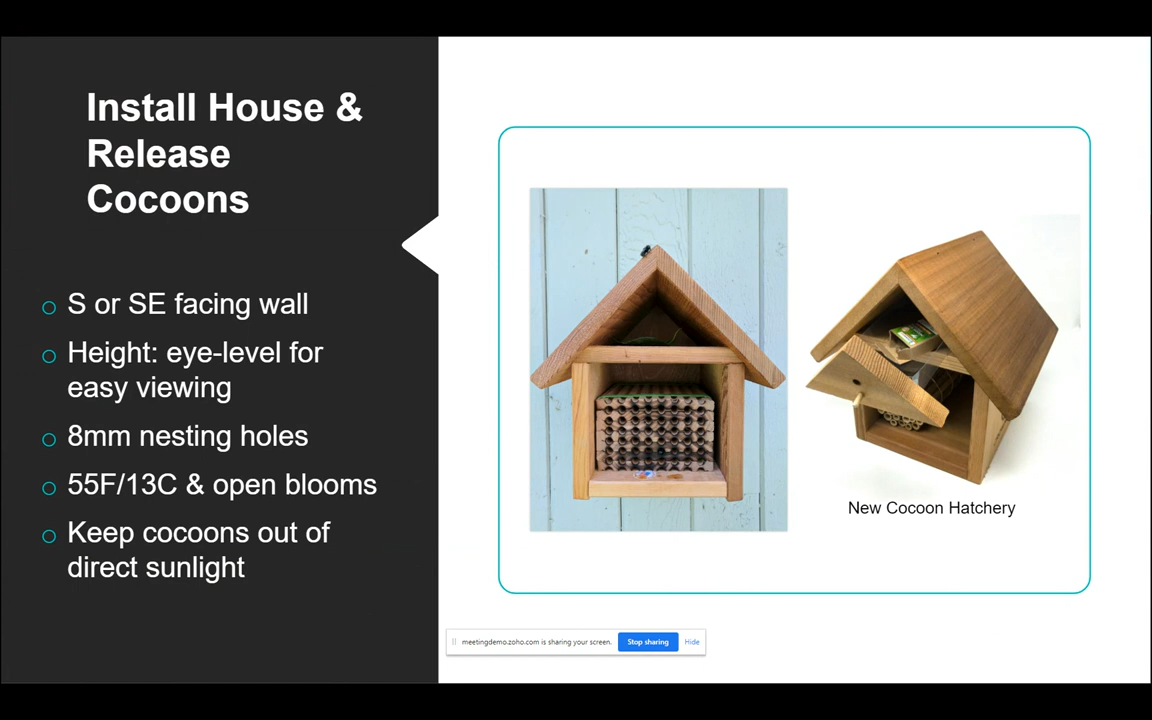 Install House &
Release
Cocoons
S or SE facing wall
Height: eye-level for
easy viewing
8mm nesting holes
55F/13C & open blooms
Keep cocoons out of
direct sunlight
New Cocoon Hatchery
meetingdemo.zoho.com is sharing your screen.
Stop sharing
Hide